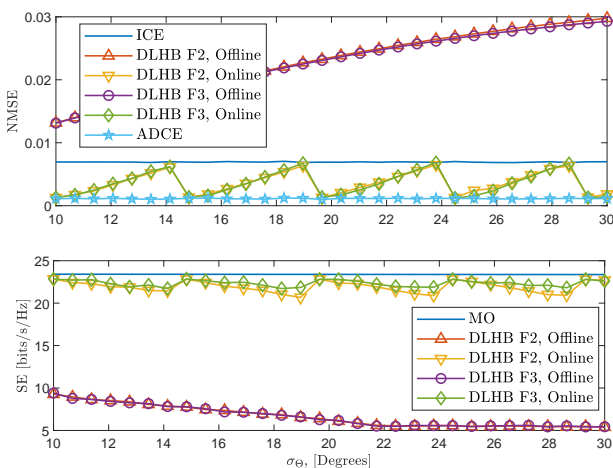 0.03
ICE
DLHB F2, Offline
DLHB F2, Online
DLHB F3, Offline
DLHB F3, Online
ADCE
0.02
NMSE
0.01
0
10 12 14 16 18 20 22 24 26 28 30
25
20
SE [bits/s/Hz]
15
10
5
MO
DLHB F2, Offline
DLHB F2, Online
DLHB F3, Offline
DLHB F3, Online
10 12 14 16 18 20 22 24 26 28 30
σ_Θ, [Degrees]